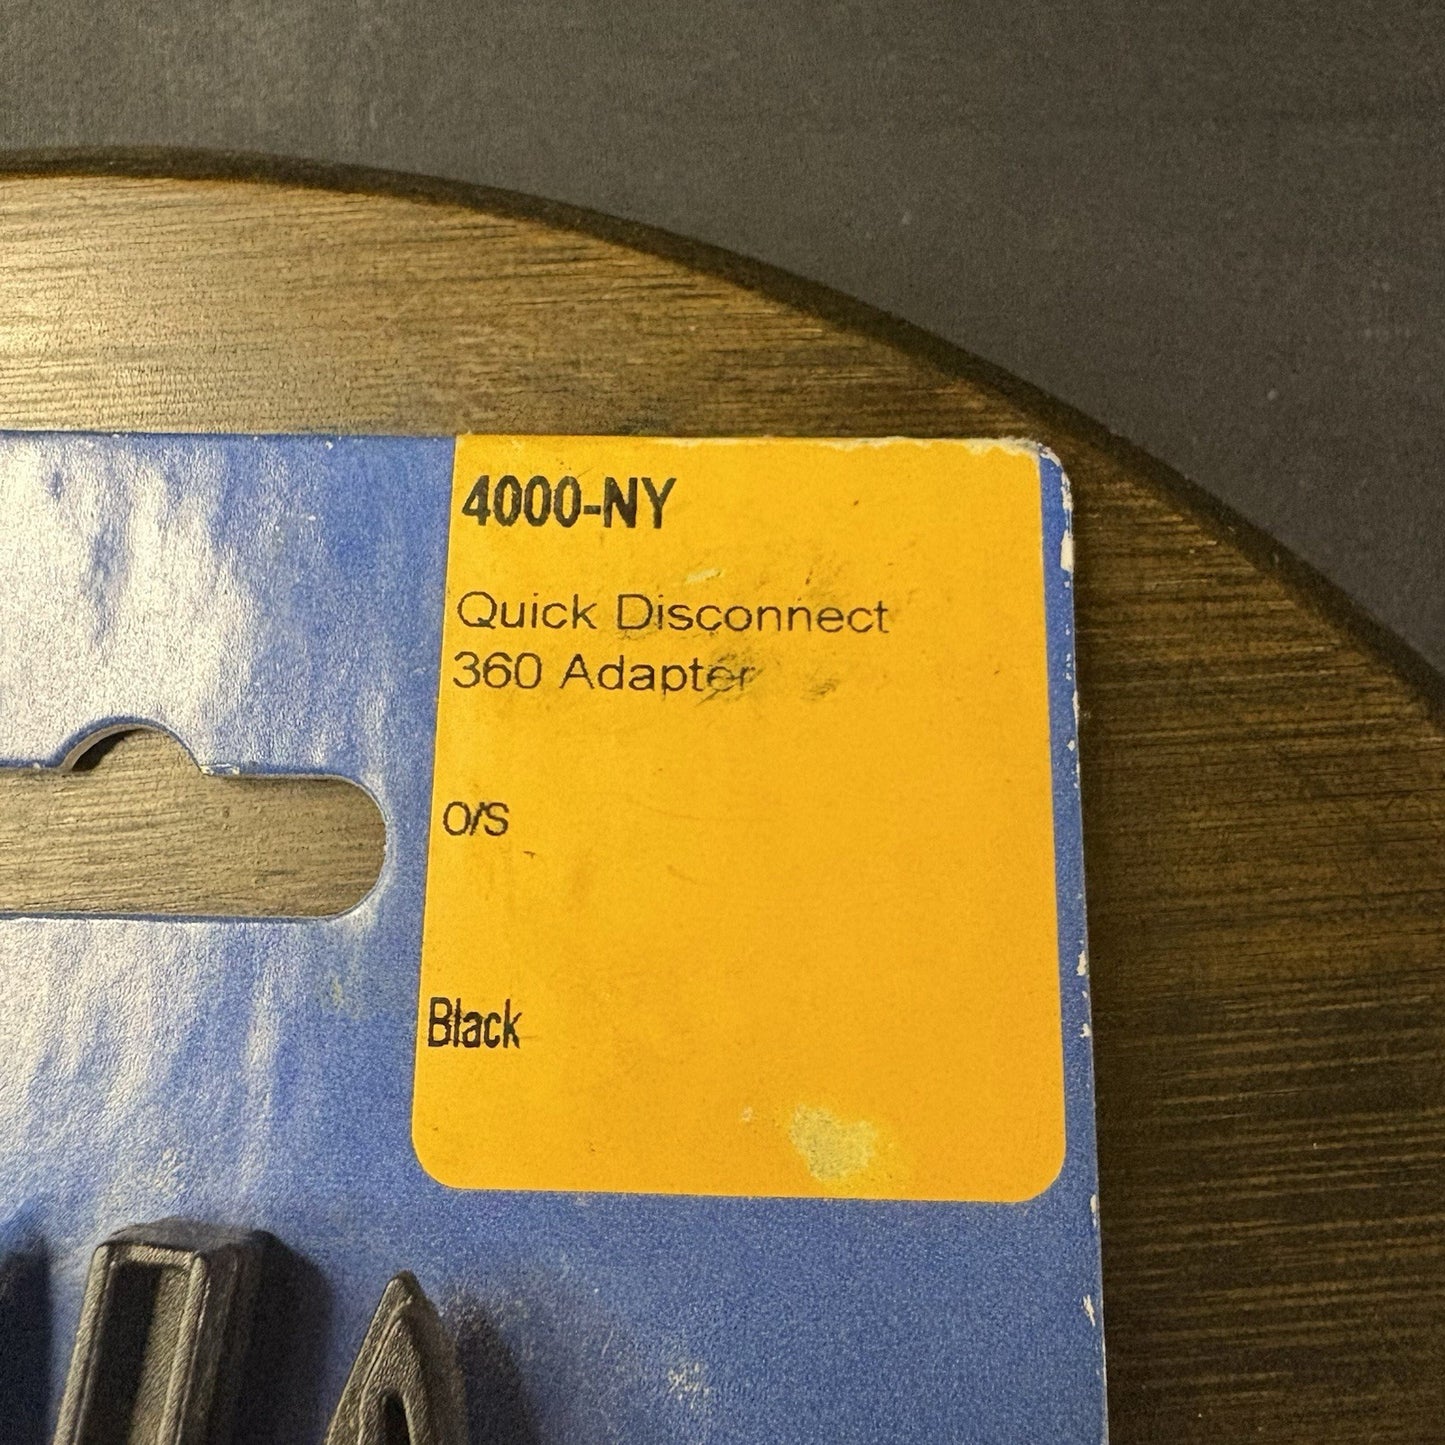 4000-NY
Quick Disconnect
360 Adapter
O/S
Black